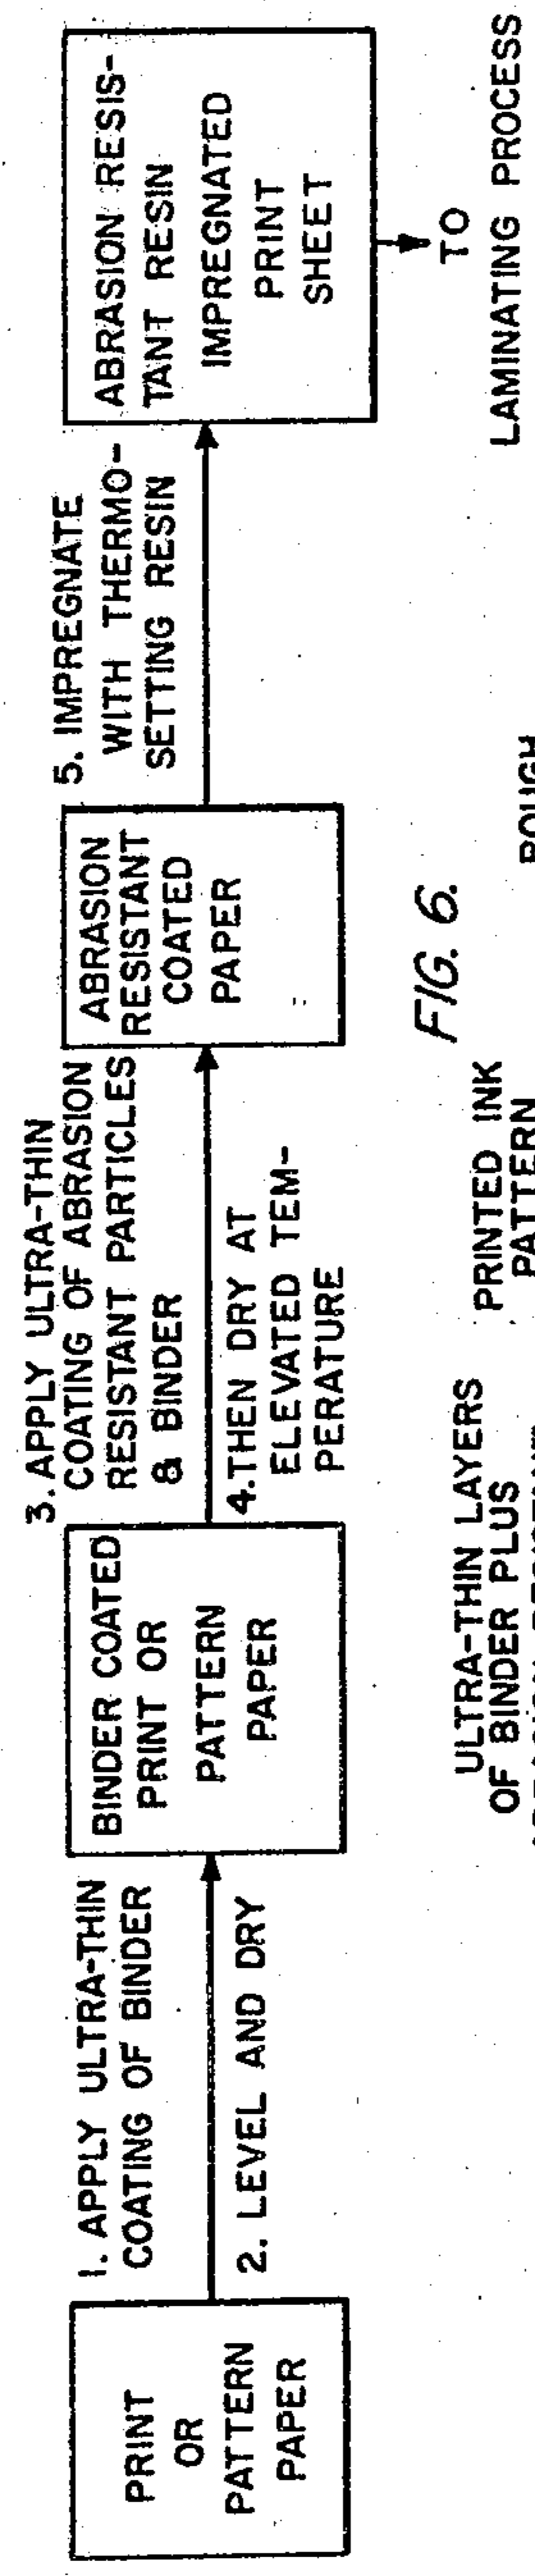 PRINT
OR
PATTERN
PAPER
1. APPLY ULTRA-THIN
COATING OF BINDER
2. LEVEL AND DRY
BINDER COATED
PRINT OR
PATTERN
PAPER
3. APPLY ULTRA-THIN
COATING OF ABRASION
RESISTANT PARTICLES
& BINDER
4. THEN DRY AT
ELEVATED TEM-
PERATURE
ABRASION
RESISTANT
COATED
PAPER
5. IMPREGNATE
WITH THERMO-
SETTING RESIN
ABRASION RESIS-
TANT RESIN
IMPREGNATED
PRINT
SHEET
TO
LAMINATING PROCESS
FIG. 6.
ULTRA-THIN LAYERS
OF BINDER PLUS
PRINTED INK
PATTERN
ROUGH